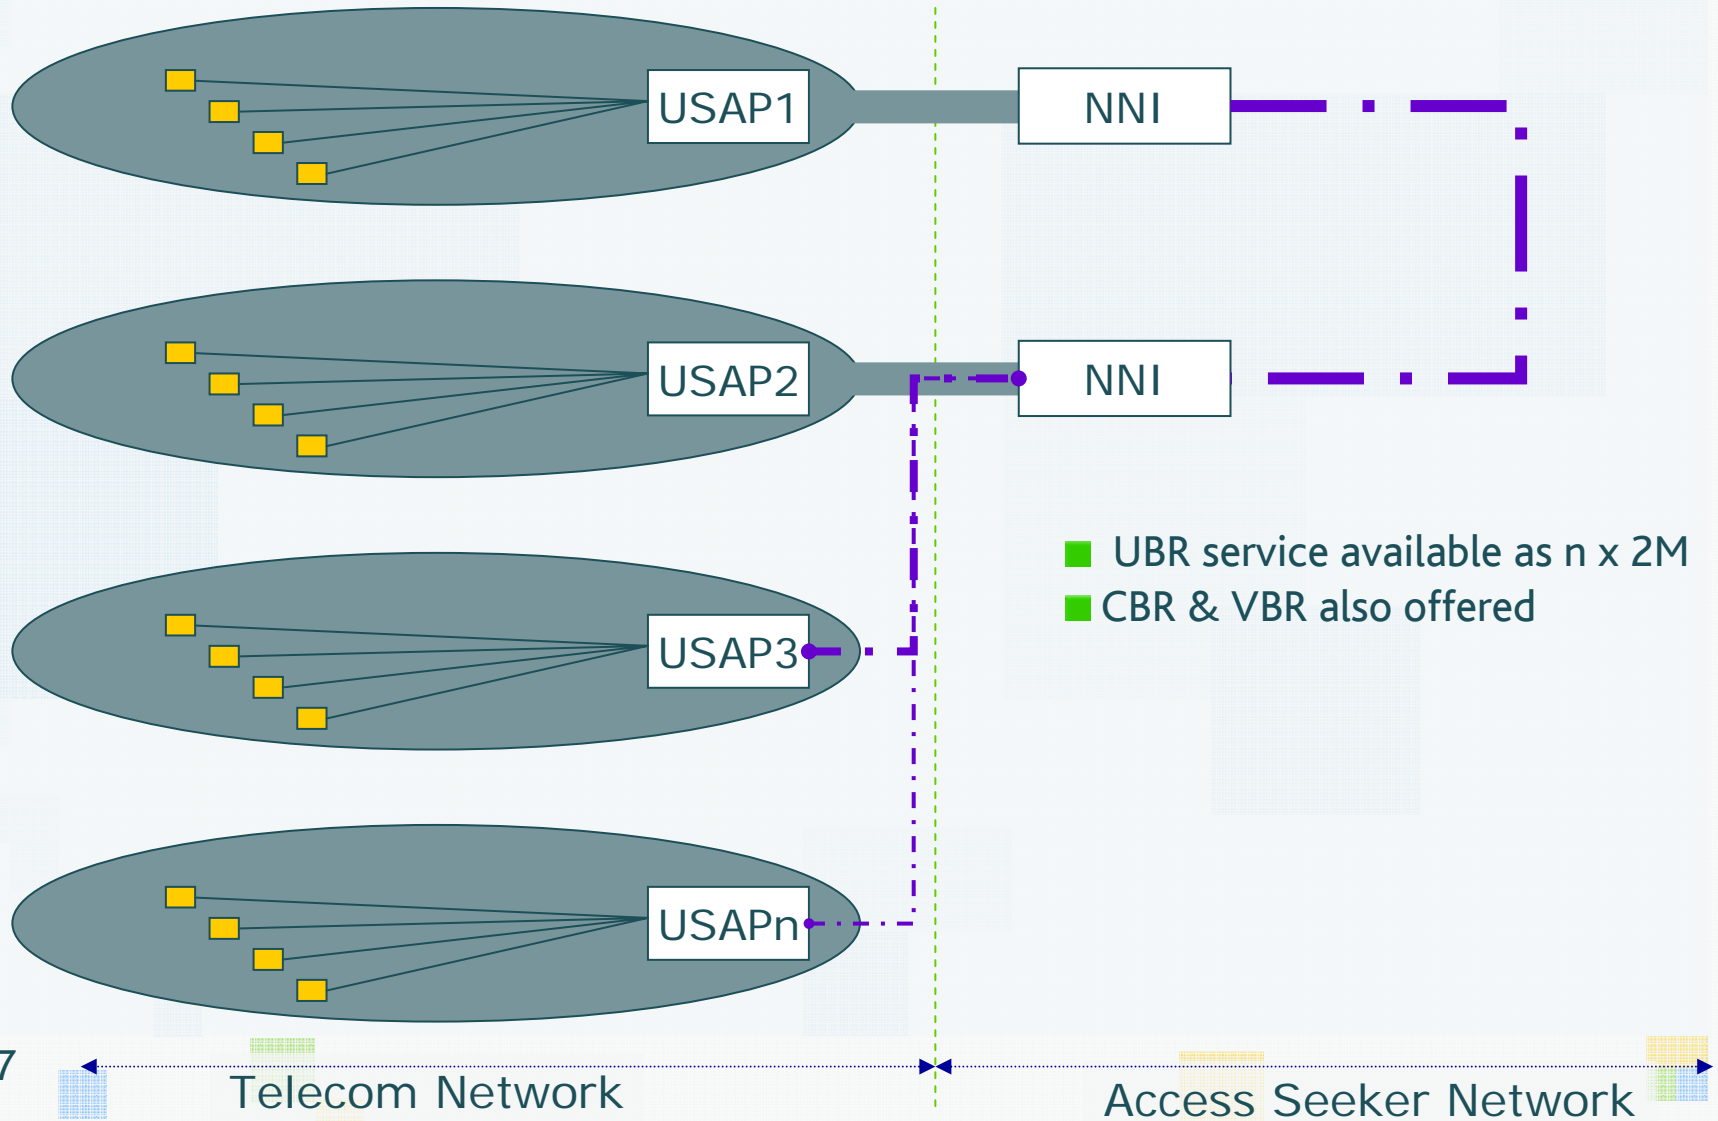 USAP1
NNI
USAP2
NNI
UBR service available as n x 2M
CBR & VBR also offered
USAP3
USAPn
7
Telecom Network
Access Seeker Network